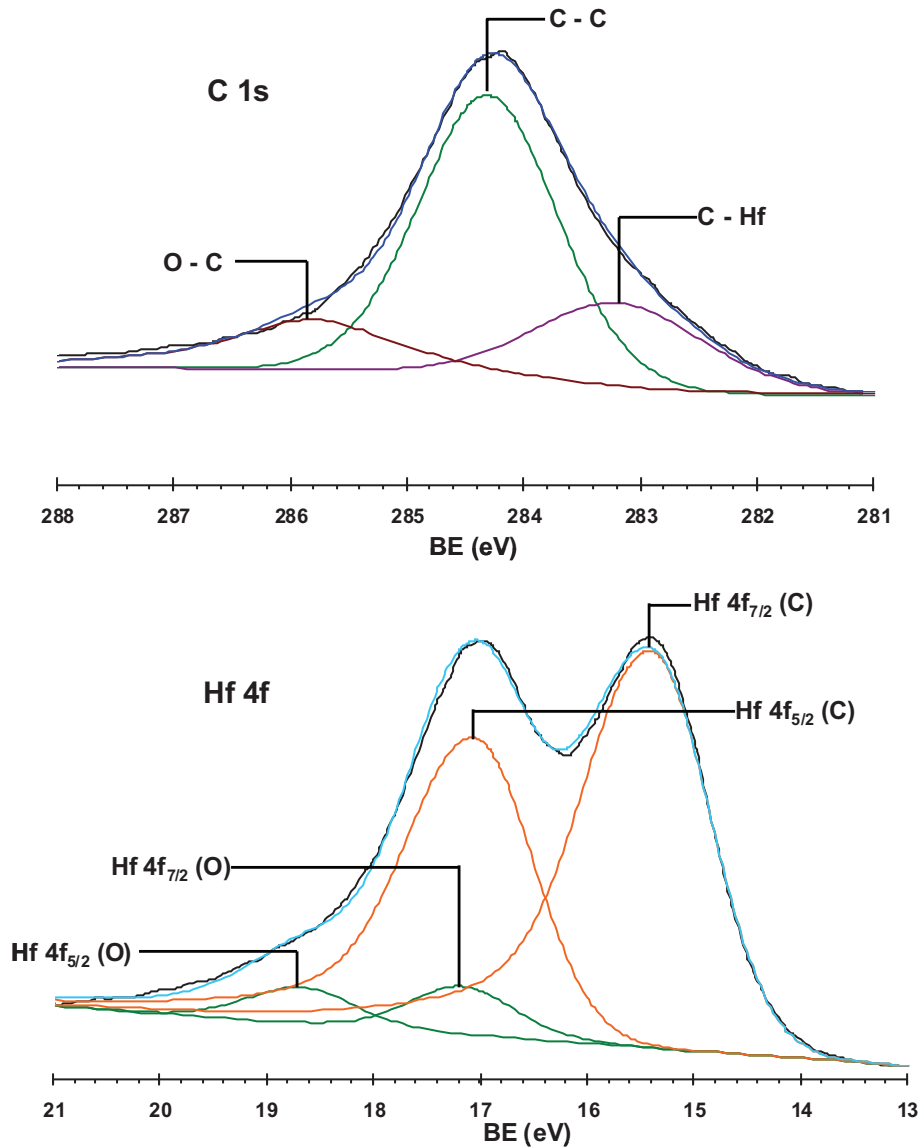 C - C
C 1s
C - Hf
O - C
288 287 286 285 284 283 282 281
BE (eV)
Hf 4f7/2 (C)
Hf 4f
Hf 4f5/2 (C)
Hf 4f7/2 (O)
Hf 4f5/2 (O)
21 20 19 18 17 16 15 14 13
BE (eV)